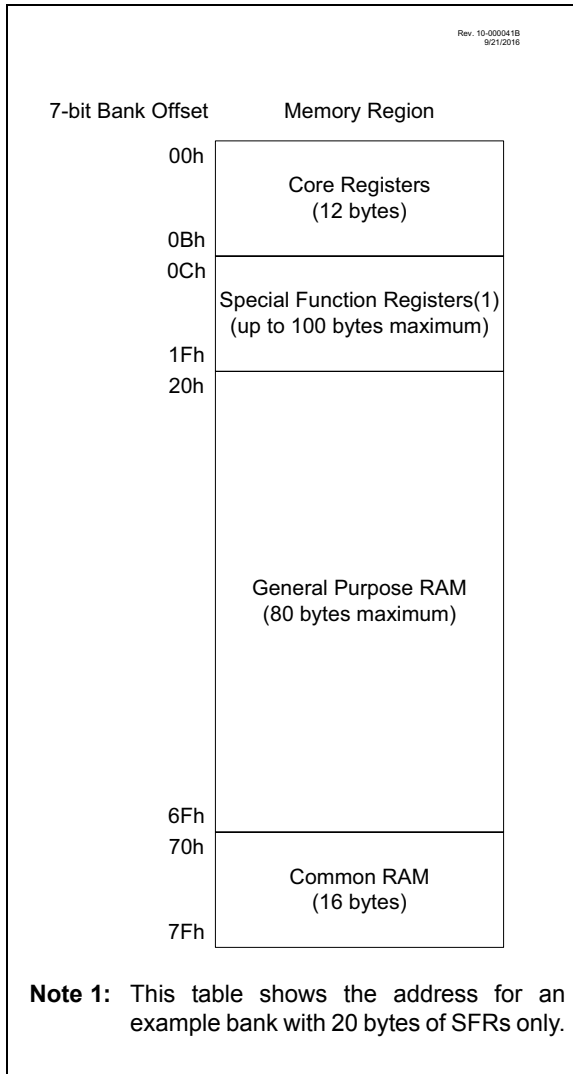 Rev. 10-000041B
9/21/2016
7-bit Bank Offset Memory Region
00h
Core Registers
(12 bytes)
0Bh
0Ch
Special Function Registers(1)
(up to 100 bytes maximum)
1Fh
20h
General Purpose RAM
(80 bytes maximum)
6Fh
70h
Common RAM
(16 bytes)
7Fh
Note 1: This table shows the address for an
example bank with 20 bytes of SFRs only.